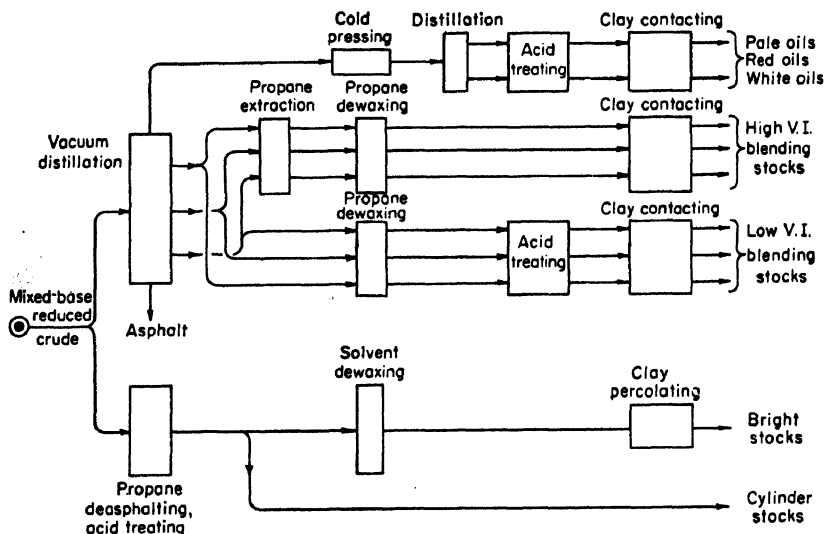 Cold
pressing
Distillation
Clay contacting
Acid
treating
Pale oils
Red oils
White oils
Propane
extraction
Propane
dewaxing
Clay contacting
Vacuum
distillation
High V.I.
blending
stocks
Propane
dewaxing
Clay contacting
Acid
treating
Low V.I.
blending
stocks
Mixed-base
reduced
crude
Asphalt
Solvent
dewaxing
Clay
percolating
Bright
stocks
Propane
deasphalting,
acid treating
Cylinder
stocks